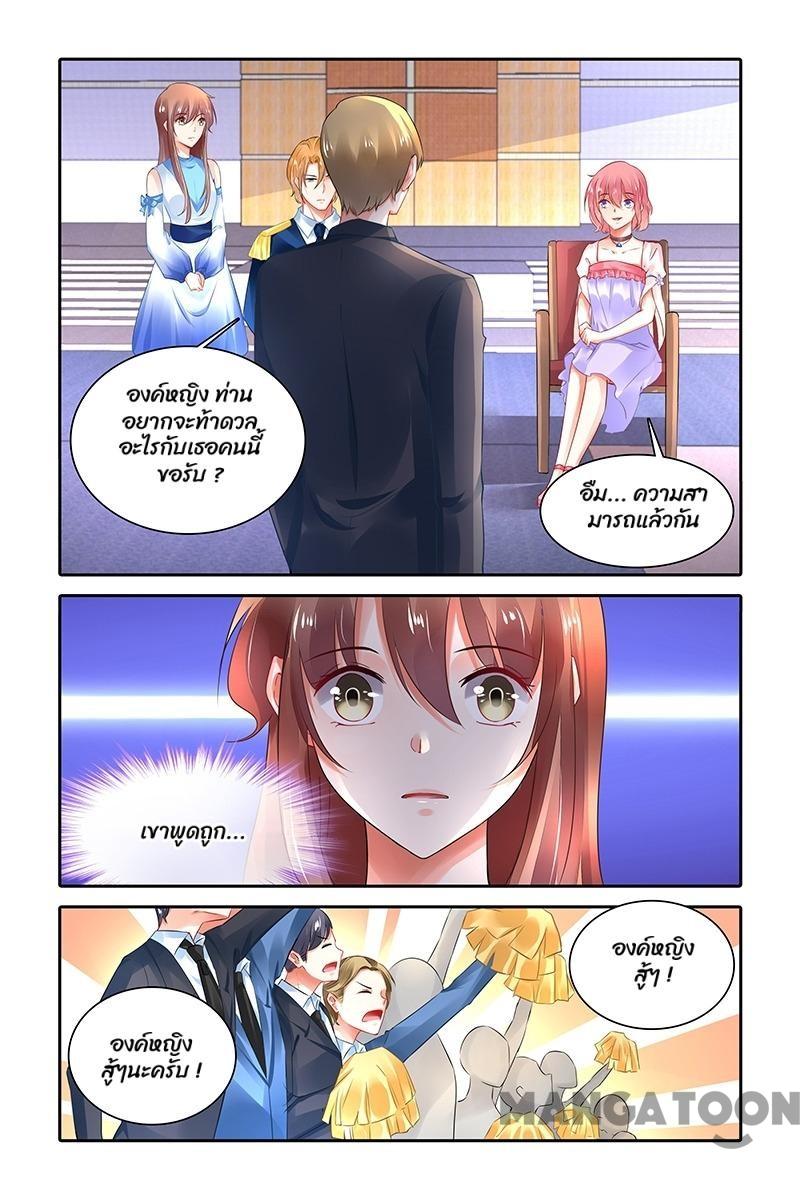 องค์หญิง ท่าน
อยากจะท้าดวล
อะไรกับเธอคนนี้
ขอรับ ?
อืม... ความสา
มารถแล้วกัน
เขาพูดถูก...
องค์หญิง
สู้ๆ !
องค์หญิง
สู้ๆนะครับ !
MANGATOON